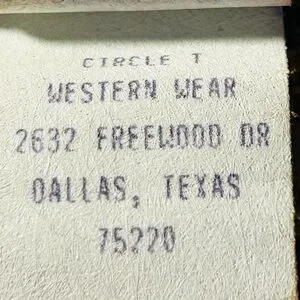 CIRCLE T
WESTERN WEAR
2632 FREEWOOD DR
DALLAS, TEXAS
75220